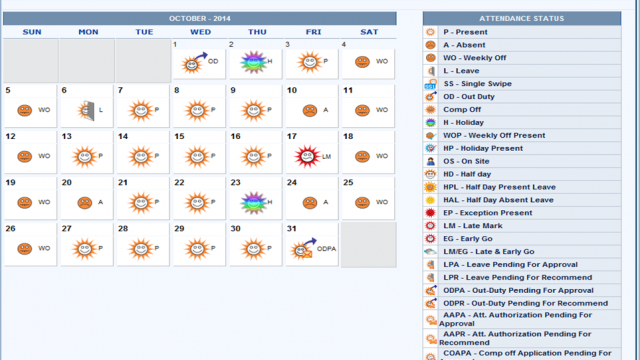 OCTOBER - 2014
SUN MON TUE WED THU FRI SAT
1 OD 2 H 3 P 4 WO
5 WO 6 L 7 P 8 P 9 P 10 A 11 WO
12 WO 13 P 14 P 15 P 16 P 17 LM 18 WO
19 WO 20 A 21 P 22 P 23 H 24 A 25 WO
26 WO 27 P 28 P 29 P 30 P 31 ODPA
ATTENDANCE STATUS
P - Present
A - Absent
WO - Weekly Off
L - Leave
SS - Single Swipe
OD - Out Duty
Comp Off
H - Holiday
WOP - Weekly Off Present
HP - Holiday Present
OS - On Site
HD - Half day
HPL - Half Day Present Leave
HAL - Half Day Absent Leave
EP - Exception Present
LM - Late Mark
EG - Early Go
LM/EG - Late & Early Go
LPA - Leave Pending For Approval
LPR - Leave Pending For Recommend
ODPA - Out-Duty Pending For Approval
ODPR - Out-Duty Pending For Recommend
AAPA - Att. Authorization Pending For
Approval
AAPR - Att. Authorization Pending For
Recommend
COAPA - Comp off Application Pending For